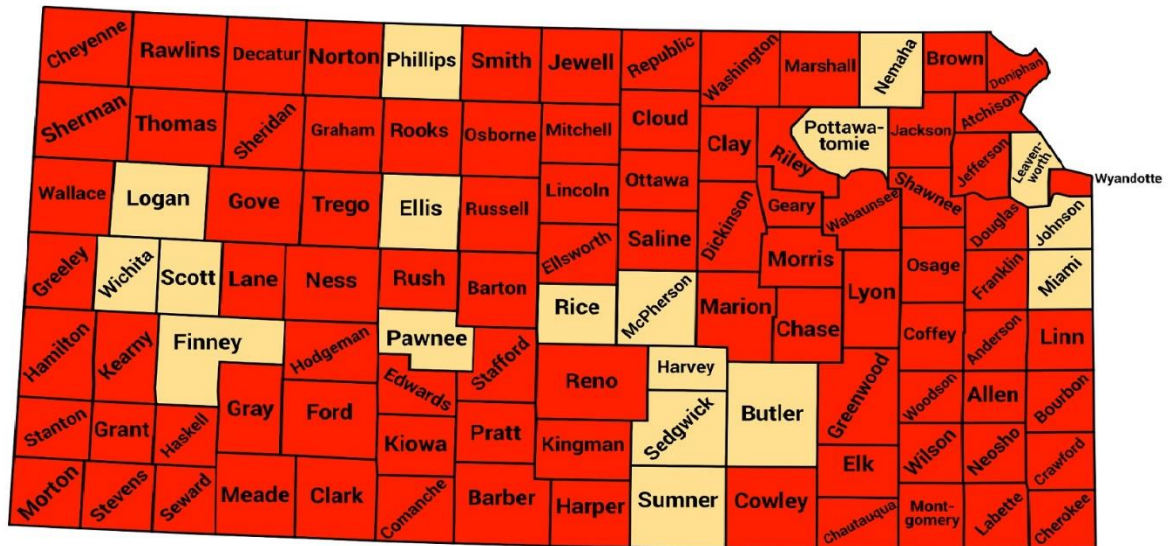 Cheyenne
Rawlins
Decatur
Norton
Phillips
Smith
Jewell
Republic
Washington
Marshall
Nemaha
Brown
Doniphan
Sherman
Thomas
Sheridan
Graham
Rooks
Osborne
Mitchell
Cloud
Clay
Riley
Pottawa-
tomie
Jackson
Atchison
Jefferson
Leaven-
worth
Wyandotte
Wallace
Logan
Gove
Trego
Ellis
Russell
Lincoln
Ottawa
Saline
Dickinson
Geary
Wabaunsee
Shawnee
Douglas
Johnson
Greeley
Wichita
Scott
Lane
Ness
Rush
Barton
Ellsworth
Rice
McPherson
Marion
Morris
Chase
Lyon
Osage
Franklin
Miami
Hamilton
Kearny
Finney
Hodgeman
Pawnee
Stafford
Reno
Harvey
Butler
Greenwood
Coffey
Anderson
Linn
Stanton
Grant
Haskell
Gray
Ford
Edwards
Kiowa
Pratt
Kingman
Sedgwick
Elk
Woodson
Allen
Bourbon
Wilson
Neosho
Crawford
Morton
Stevens
Seward
Meade
Clark
Comanche
Barber
Harper
Sumner
Cowley
Chautauqua
Mont-
gomery
Labette
Cherokee